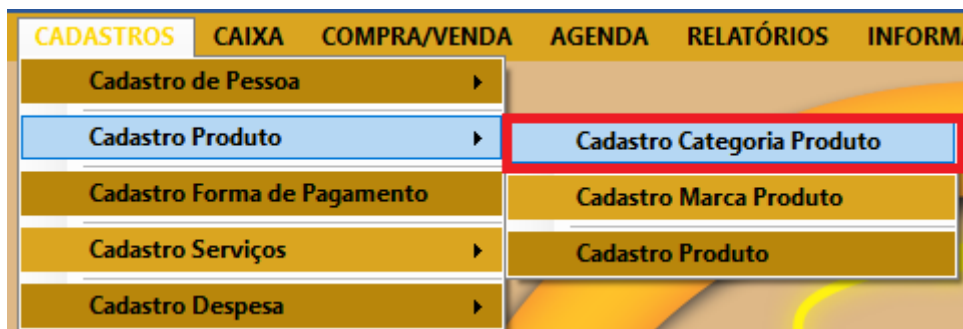 CADASTROS CAIXA COMPRA/VENDA AGENDA RELATÓRIOS INFORM
Cadastro de Pessoa
Cadastro Produto
Cadastro Categoria Produto
Cadastro Forma de Pagamento
Cadastro Marca Produto
Cadastro Serviços
Cadastro Produto
Cadastro Despesa